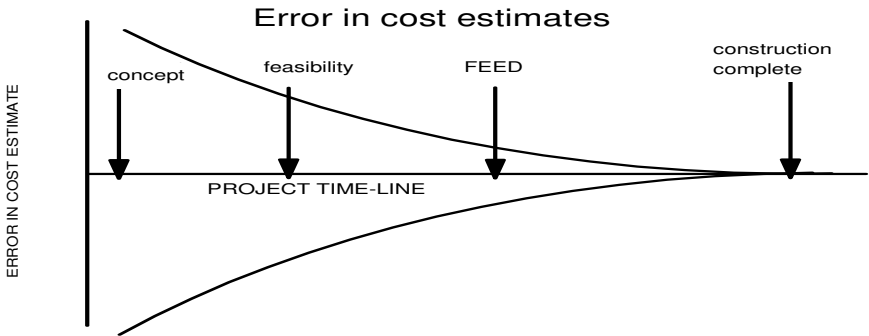 Error in cost estimates
construction
complete
concept
feasibility
FEED
ERROR IN COST ESTIMATE
PROJECT TIME-LINE